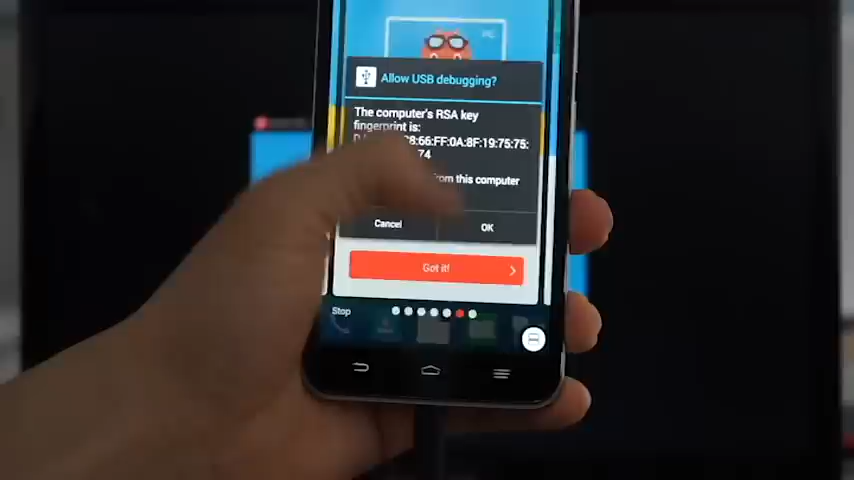 PC
Allow USB debugging?
The computer's RSA key
fingerprint is:
66:FF:0A:8F:19:75:75:
74
from this computer
Cancel
OK
Got it!
Stop